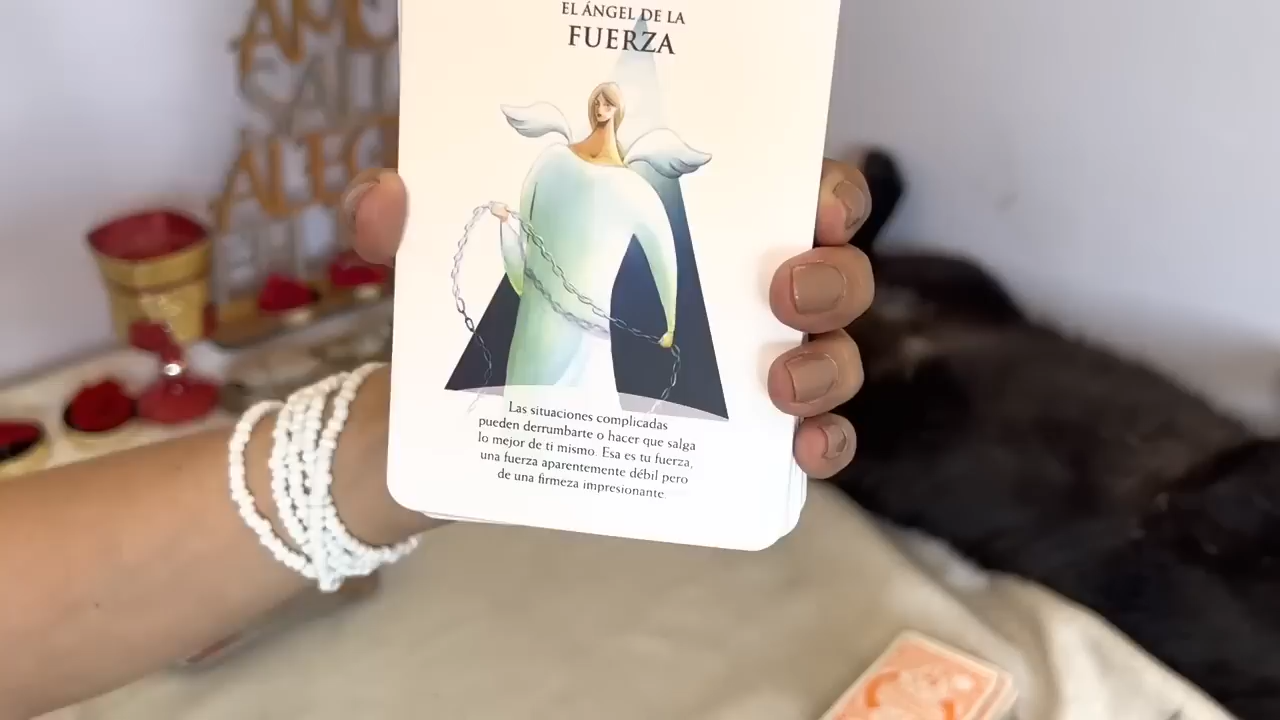 EL ÁNGEL DE LA
FUERZA
Las situaciones complicadas
pueden derrumbarte o hacer que salga
lo mejor de ti mismo. Esa es tu fuerza,
una fuerza aparentemente débil pero
de una firmeza impresionante.